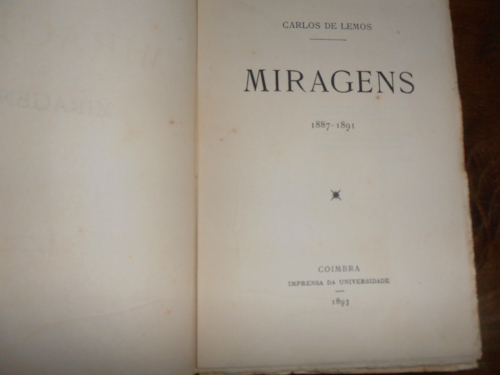 CARLOS DE LEMOS
MIRAGENS
1887-1891
COIMBRA
IMPRENSA DA UNIVERSIDADE
1893